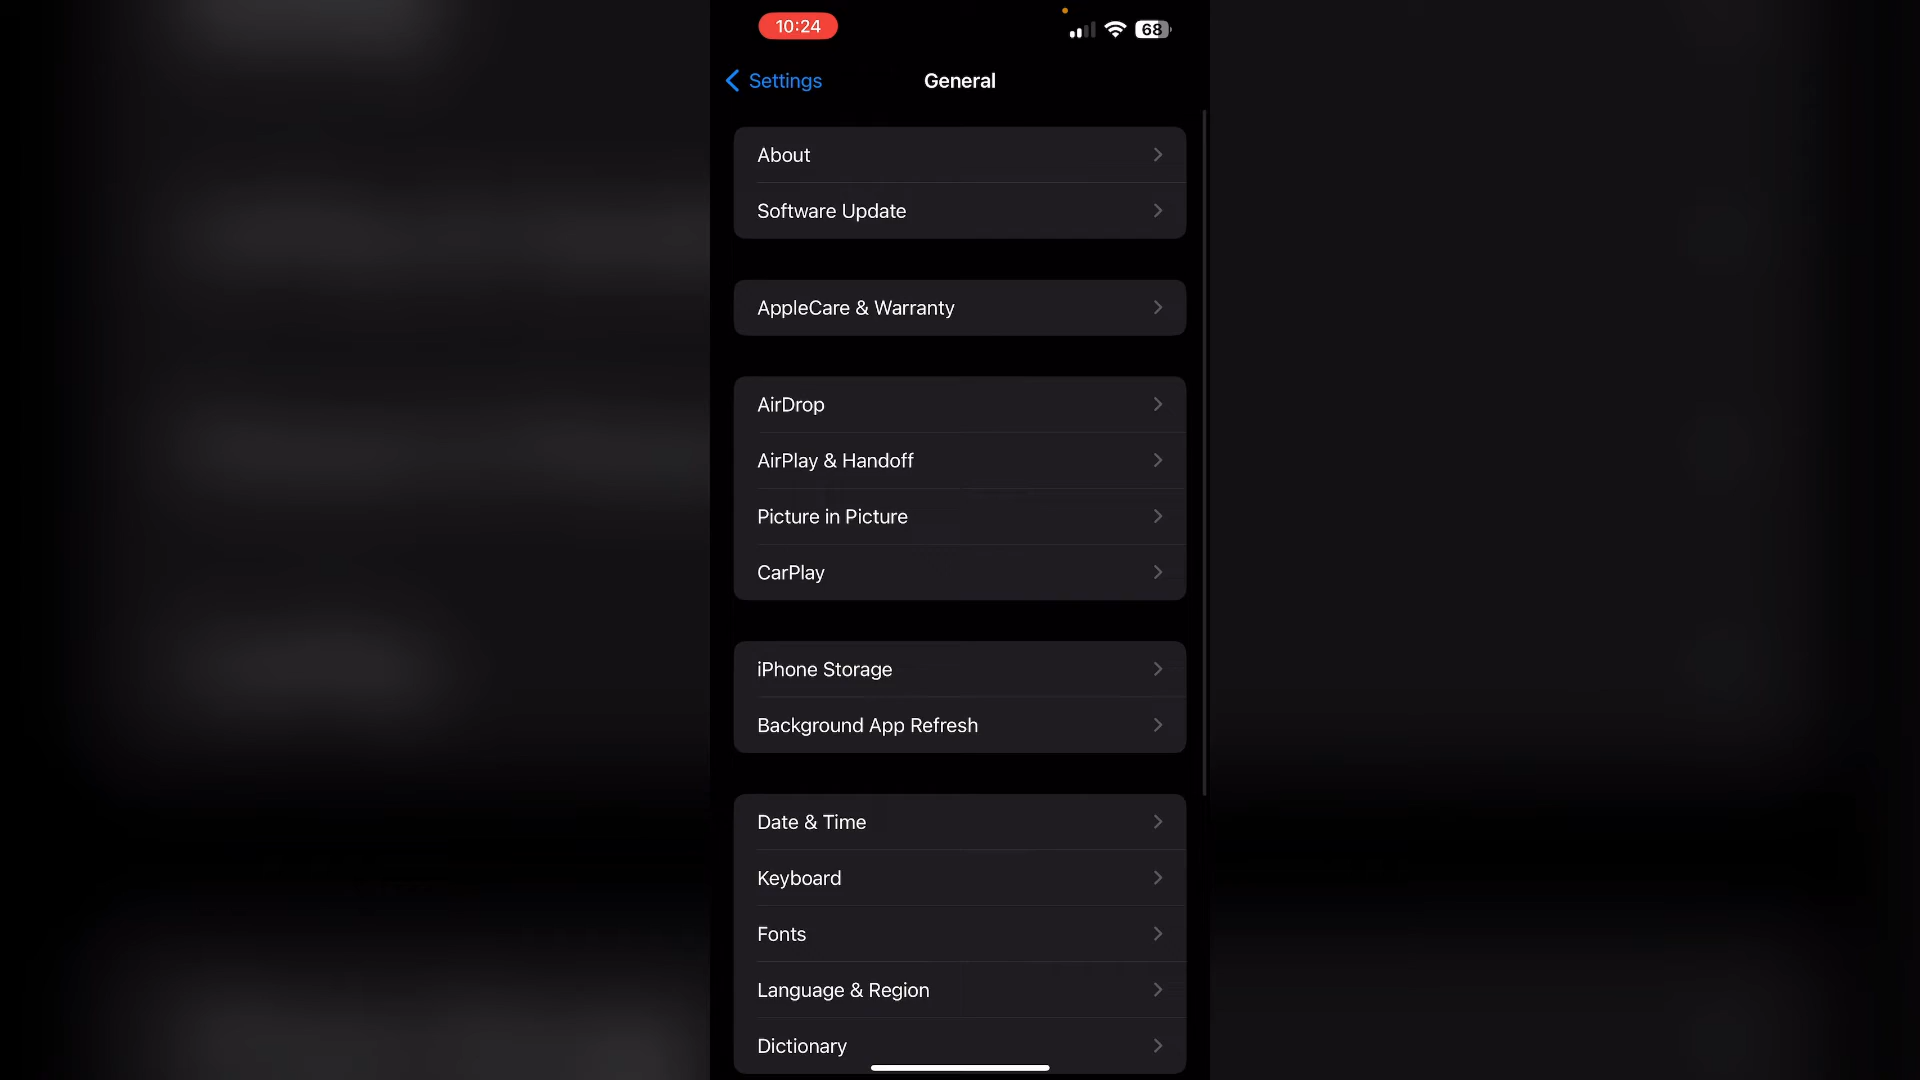 10:24
68
Settings
General
About
Software Update
AppleCare & Warranty
AirDrop
AirPlay & Handoff
Picture in Picture
CarPlay
iPhone Storage
Background App Refresh
Date & Time
Keyboard
Fonts
Language & Region
Dictionary